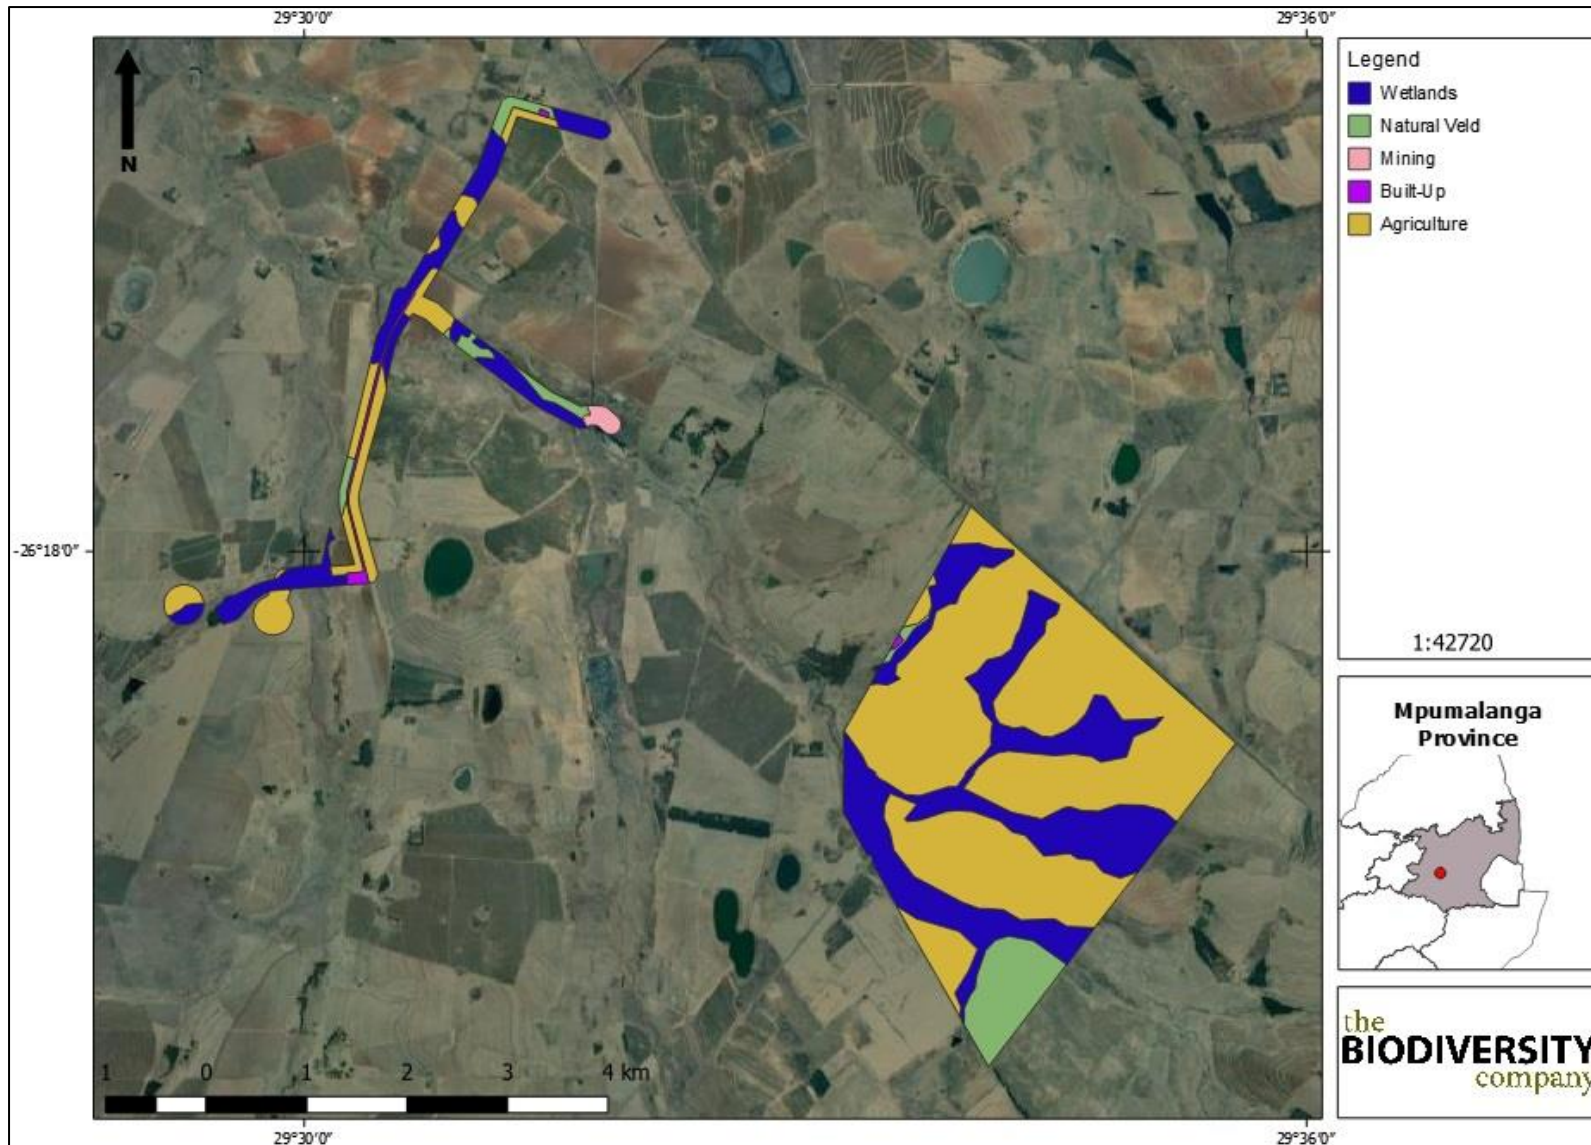 29°30'0"
29°36'0"
N
-26°18'0"
Legend
Wetlands
Natural Veld
Mining
Built-Up
Agriculture
1:42720
Mpumalanga
Province
the
BIODIVERSITY
company
1 0 1 2 3 4 km
29°30'0"
29°36'0"